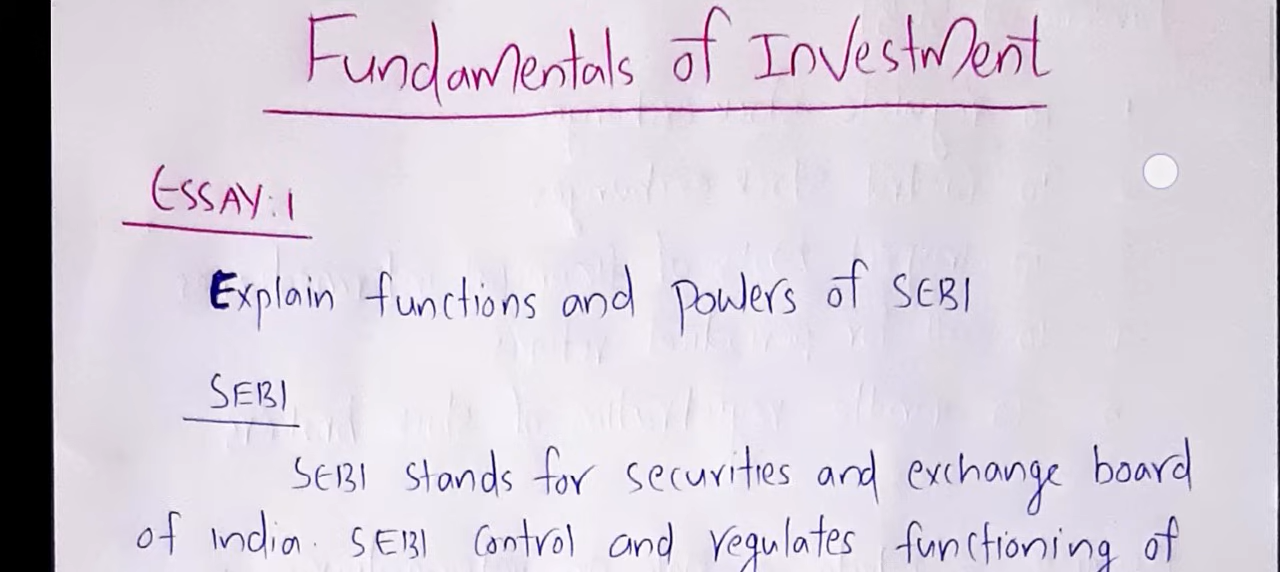 Fundamentals of Investment
ESSAY: 1
Explain functions and Powers of SEBI
SEBI
SEBI stands for securities and exchange board
of india. SEBI control and regulates functioning of